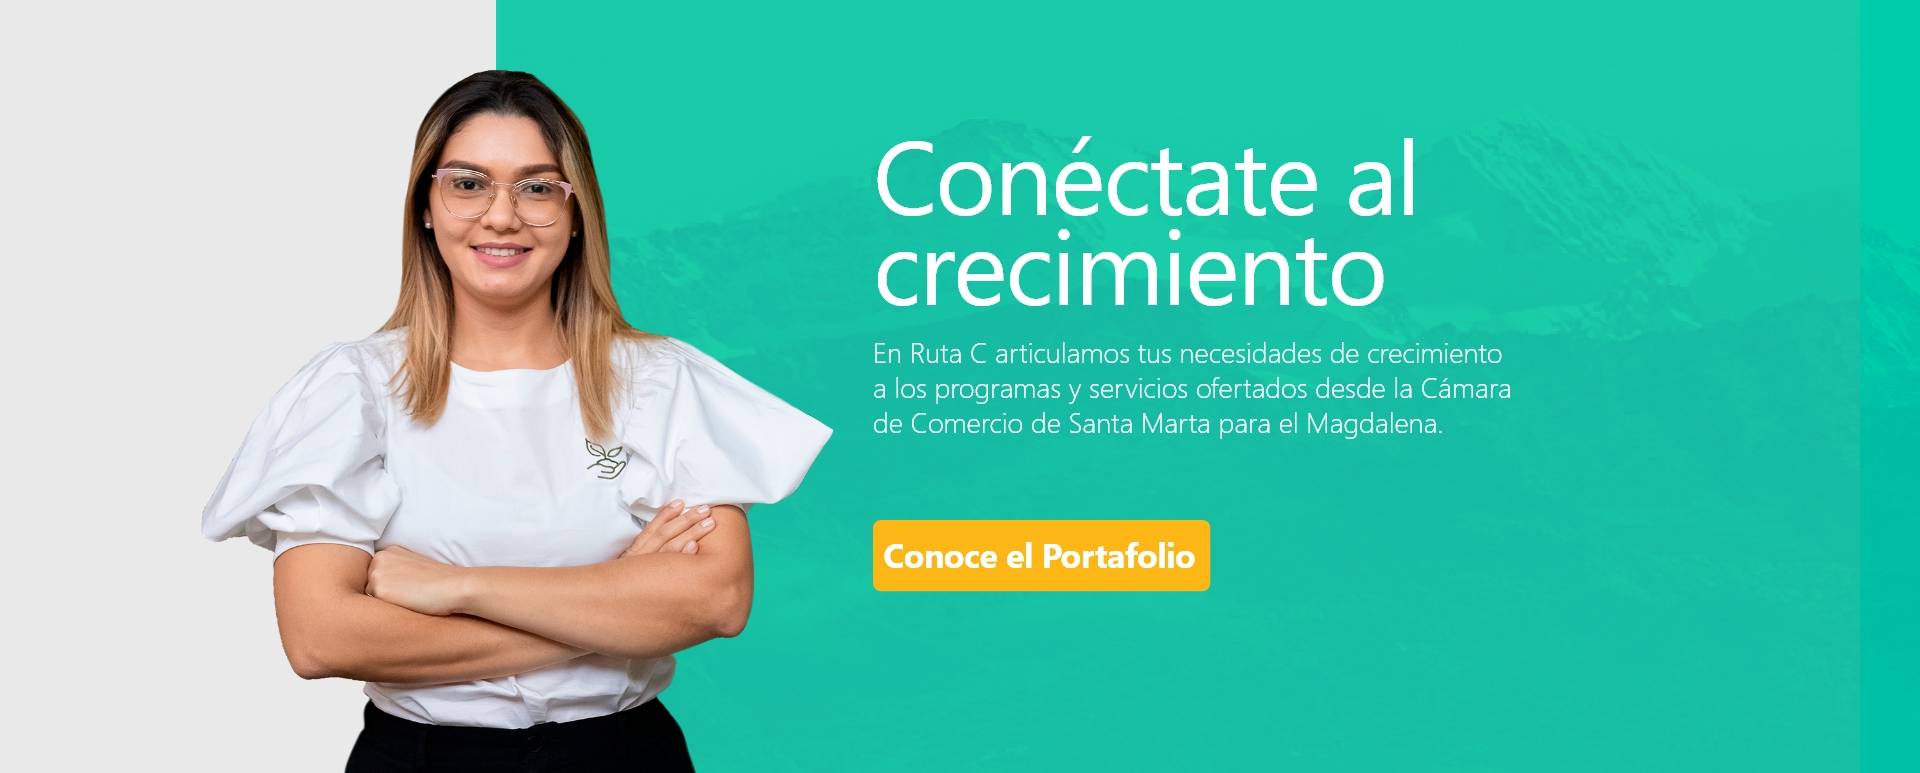 Conéctate al
crecimiento
En Ruta C articulamos tus necesidades de crecimiento
a los programas y servicios ofertados desde la Cámara
de Comercio de Santa Marta para el Magdalena.
Conoce el Portafolio